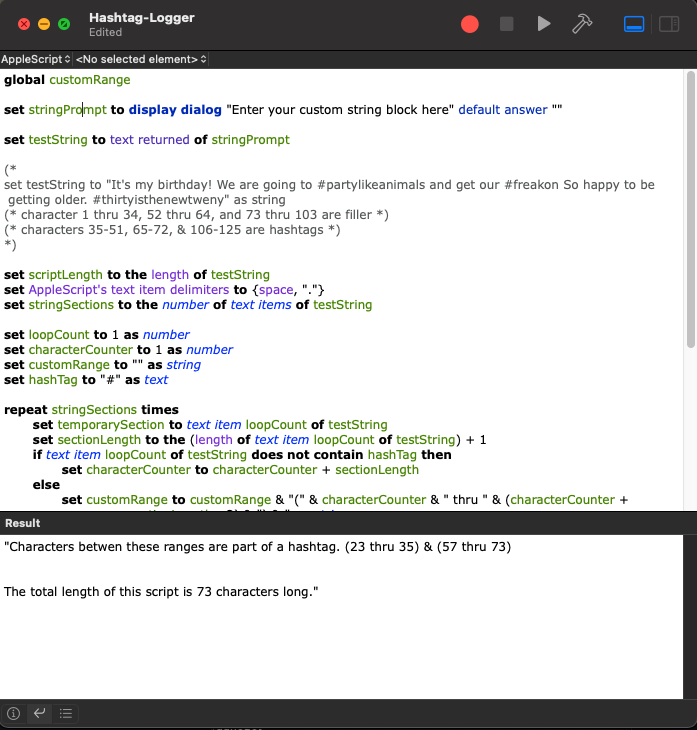 Hashtag-Logger
Edited
AppleScript <No selected element>
global customRange
set stringPrompt to display dialog "Enter your custom string block here" default answer ""
set testString to text returned of stringPrompt
(*
set testString to "It's my birthday! We are going to #partylikeanimals and get our #freakon So happy to be
getting older. #thirtyisthenewtweny" as string
(* character 1 thru 34, 52 thru 64, and 73 thru 103 are filler *)
(* characters 35-51, 65-72, & 106-125 are hashtags *)
*)
set scriptLength to the length of testString
set AppleScript's text item delimiters to {space, "."}
set stringSections to the number of text items of testString
set loopCount to 1 as number
set characterCounter to 1 as number
set customRange to "" as string
set hashTag to "#" as text
repeat stringSections times
set temporarySection to text item loopCount of testString
set sectionLength to the (length of text item loopCount of testString) + 1
if text item loopCount of testString does not contain hashTag then
set characterCounter to characterCounter + sectionLength
else
set customRange to customRange & "(" & characterCounter & " thru " & (characterCounter +
Result
"Characters betwen these ranges are part of a hashtag. (23 thru 35) & (57 thru 73)
The total length of this script is 73 characters long."